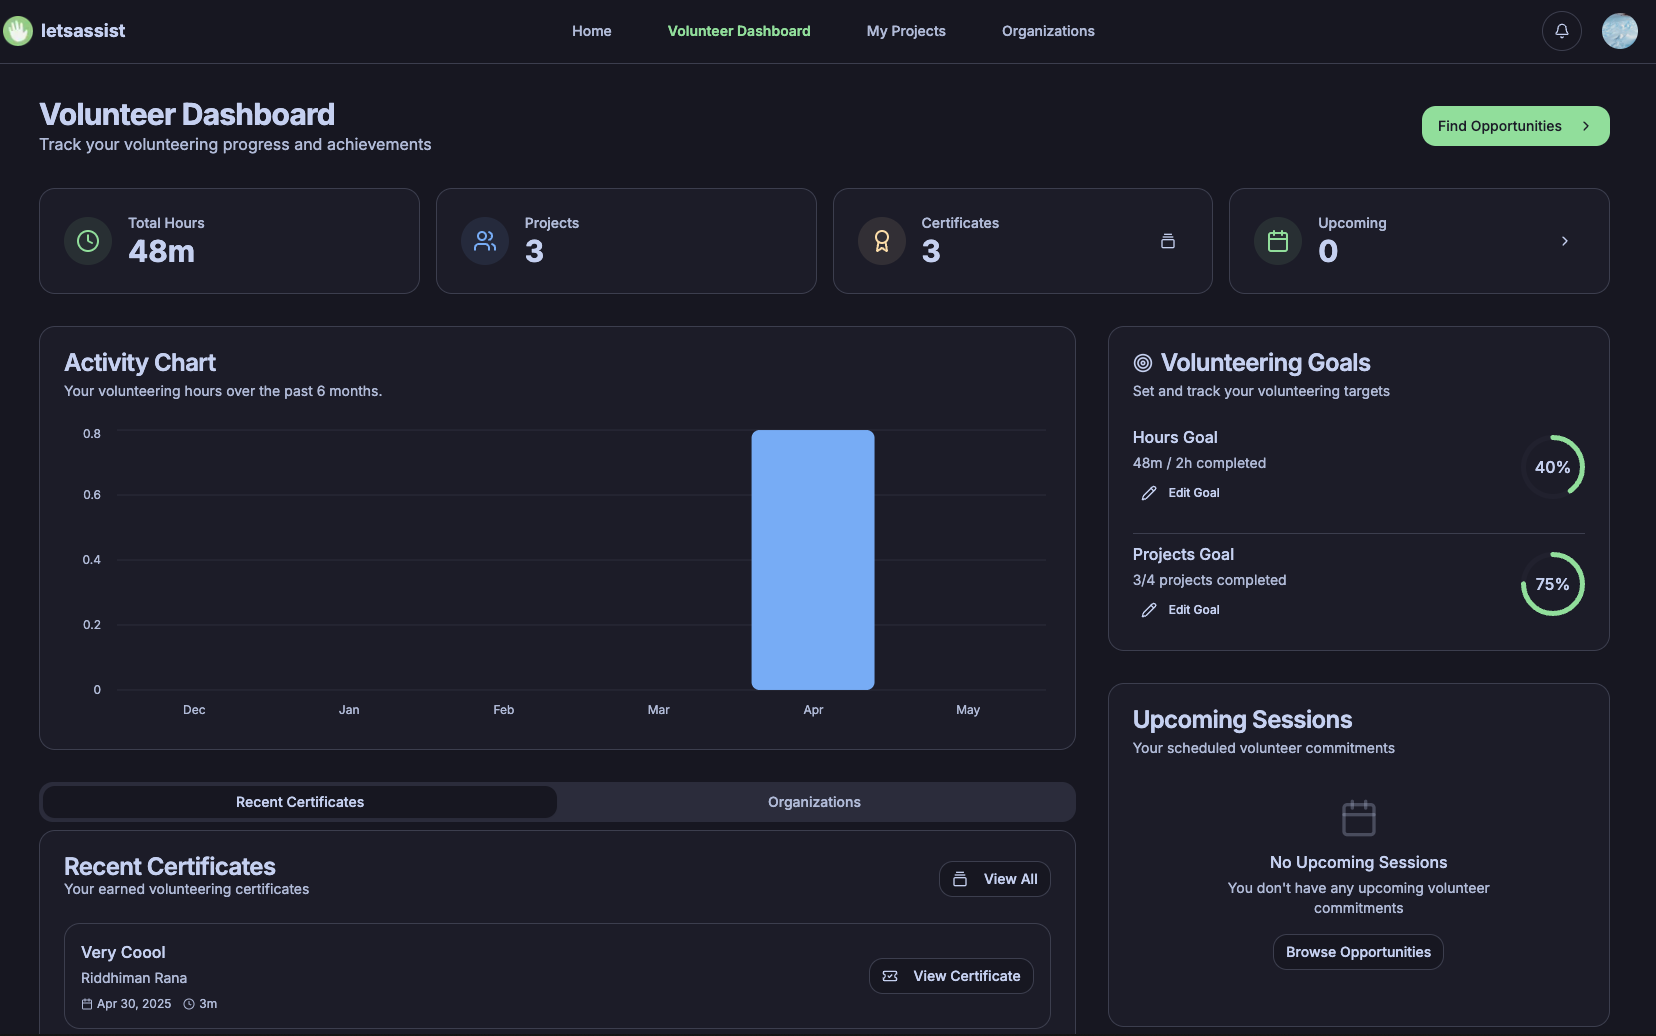 letsassist
Home
Volunteer Dashboard
My Projects
Organizations
Volunteer Dashboard
Track your volunteering progress and achievements
Find Opportunities
Total Hours
48m
Projects
3
Certificates
3
Upcoming
0
Activity Chart
Your volunteering hours over the past 6 months.
0.8
0.6
0.4
0.2
0
Dec
Jan
Feb
Mar
Apr
May
Volunteering Goals
Set and track your volunteering targets
Hours Goal
48m / 2h completed
Edit Goal
40%
Projects Goal
3/4 projects completed
Edit Goal
75%
Upcoming Sessions
Your scheduled volunteer commitments
No Upcoming Sessions
You don't have any upcoming volunteer
commitments
Browse Opportunities
Recent Certificates
Organizations
Recent Certificates
Your earned volunteering certificates
View All
Very Coool
Riddhiman Rana
Apr 30, 2025
3m
View Certificate